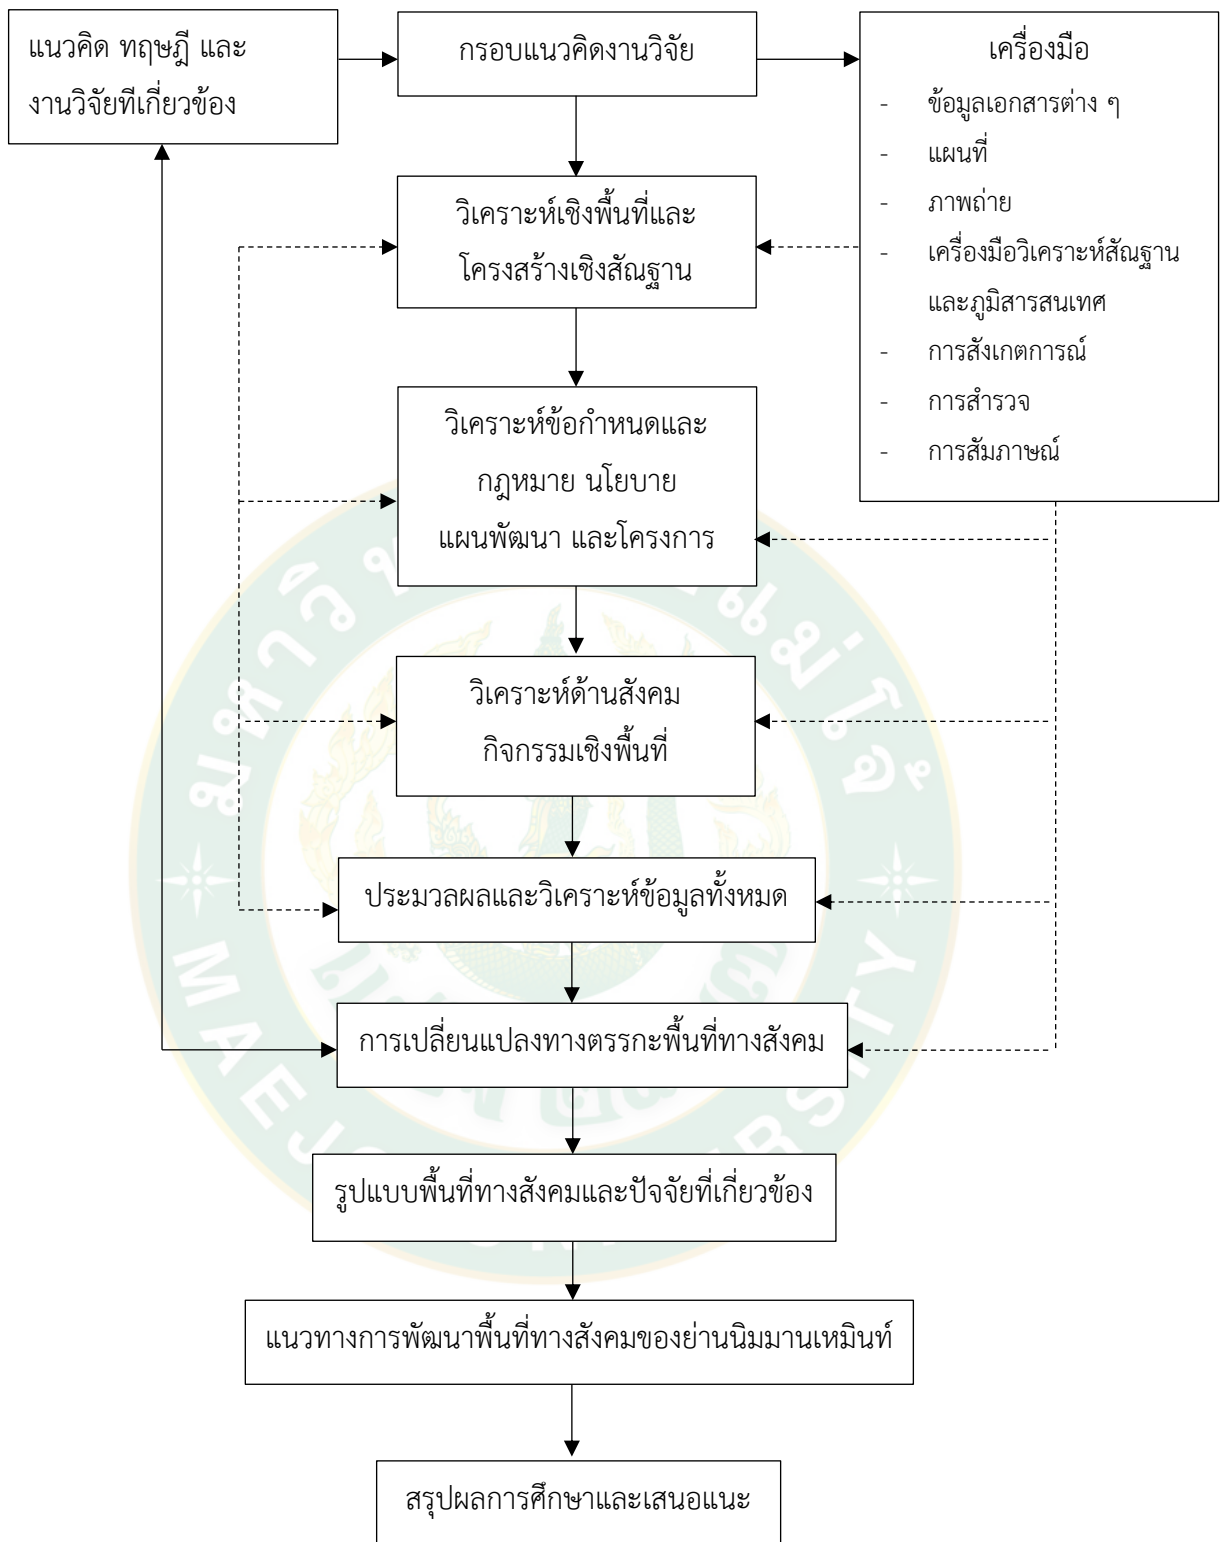 แนวคิด ทฤษฎี และ
งานวิจัยทีเกี่ยวข้อง
กรอบแนวคิดงานวิจัย
เครื่องมือ
- ข้อมูลเอกสารต่าง ๆ
- แผนที่
- ภาพถ่าย
- เครื่องมือวิเคราะห์สัณฐาน
และภูมิสารสนเทศ
- การสังเกตการณ์
- การสำรวจ
- การสัมภาษณ์
วิเคราะห์เชิงพื้นที่และ
โครงสร้างเชิงสัณฐาน
วิเคราะห์ข้อกำหนดและ
กฎหมาย นโยบาย
แผนพัฒนา และโครงการ
วิเคราะห์ด้านสังคม
กิจกรรมเชิงพื้นที่
ประมวลผลและวิเคราะห์ข้อมูลทั้งหมด
การเปลี่ยนแปลงทางตรรกะพื้นที่ทางสังคม
รูปแบบพื้นที่ทางสังคมและปัจจัยที่เกี่ยวข้อง
แนวทางการพัฒนาพื้นที่ทางสังคมของย่านนิมมานเหมินท์
สรุปผลการศึกษาและเสนอแนะ